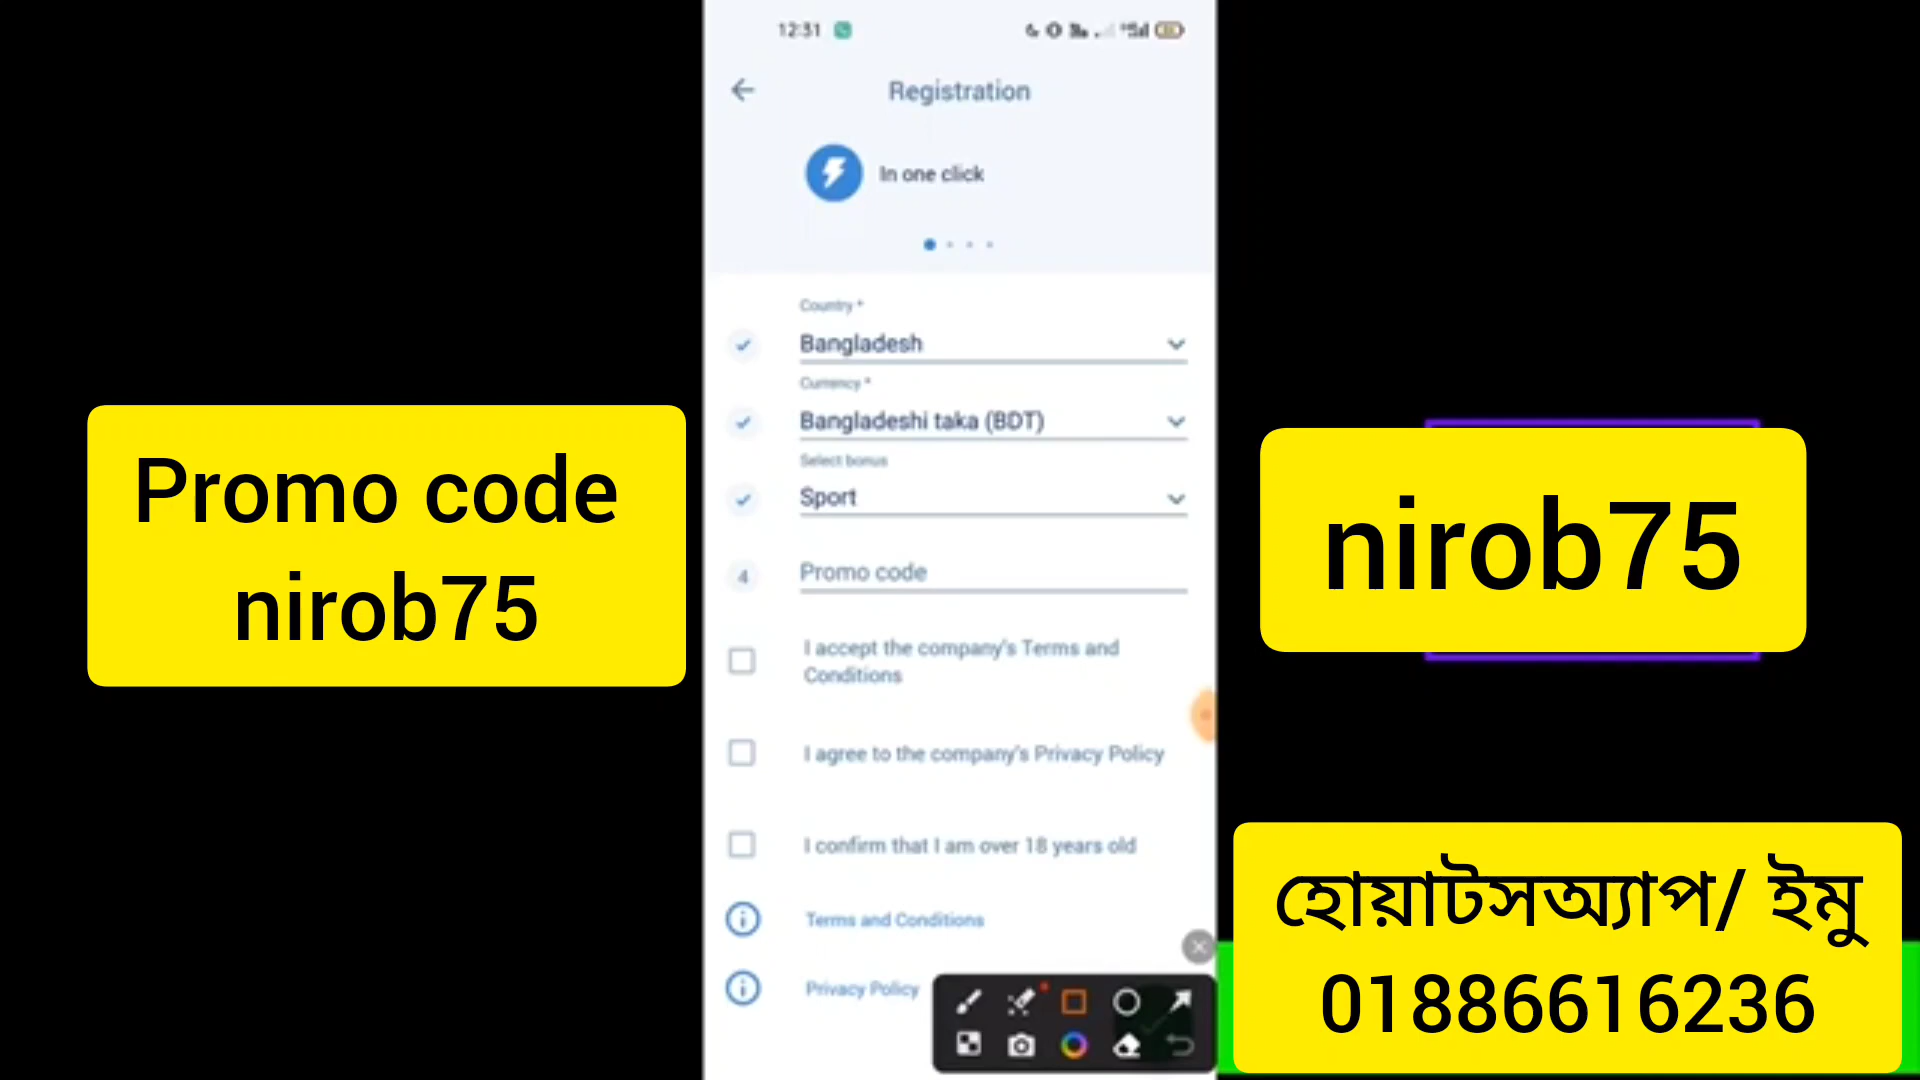 12:31
Registration
In one click
Country *
Bangladesh
Currency *
Bangladeshi taka (BDT)
Select bonus
Sport
4
Promo code
I accept the company's Terms and
Conditions
I agree to the company's Privacy Policy
I confirm that I am over 18 years old
Terms and Conditions
Privacy Policy
Promo code
nirob75
nirob75
হোয়াটসঅ্যাপ/ ইমু
01886616236